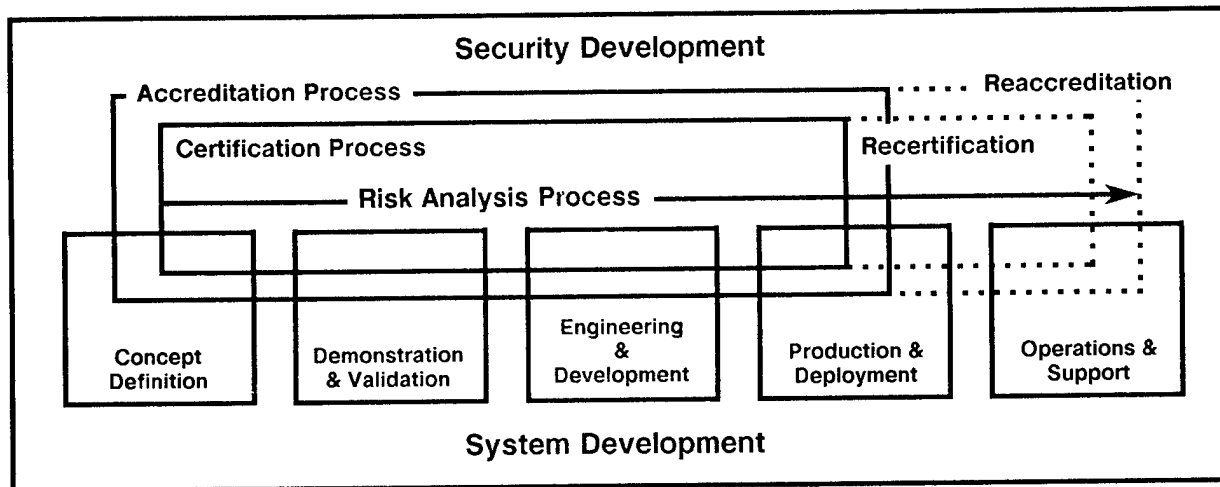 Security Development
Accreditation Process
Reaccreditation
Certification Process
Recertification
Risk Analysis Process
Concept
Definition
Demonstration
& Validation
Engineering
&
Development
Production &
Deployment
Operations &
Support
System Development